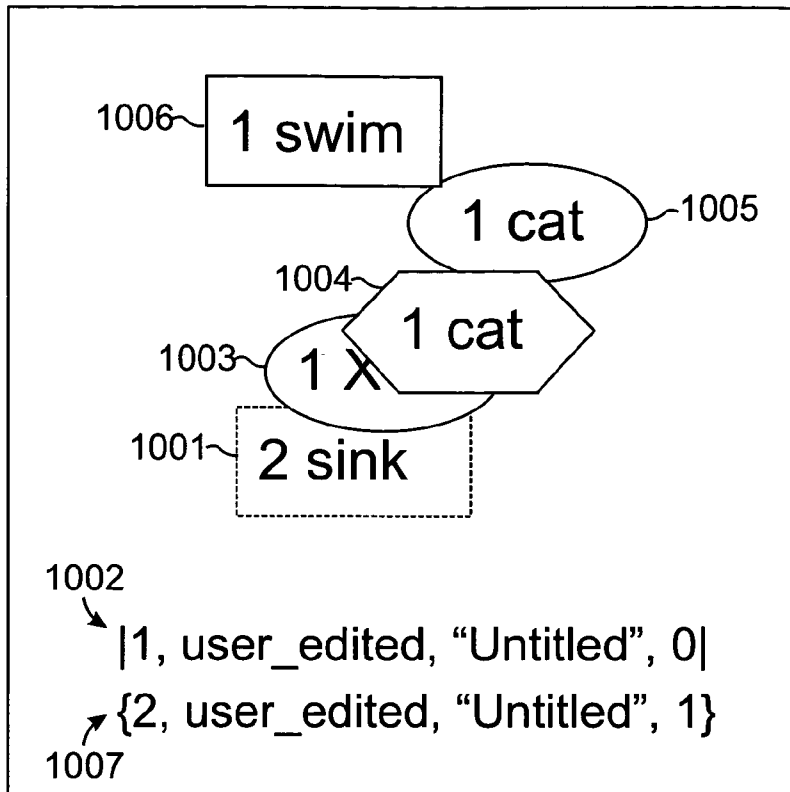 1006
1 swim
1 cat
1005
1004
1 cat
1003
1 X
1001
2 sink
1002
|1, user_edited, “Untitled”, 0|
{2, user_edited, “Untitled”, 1}
1007